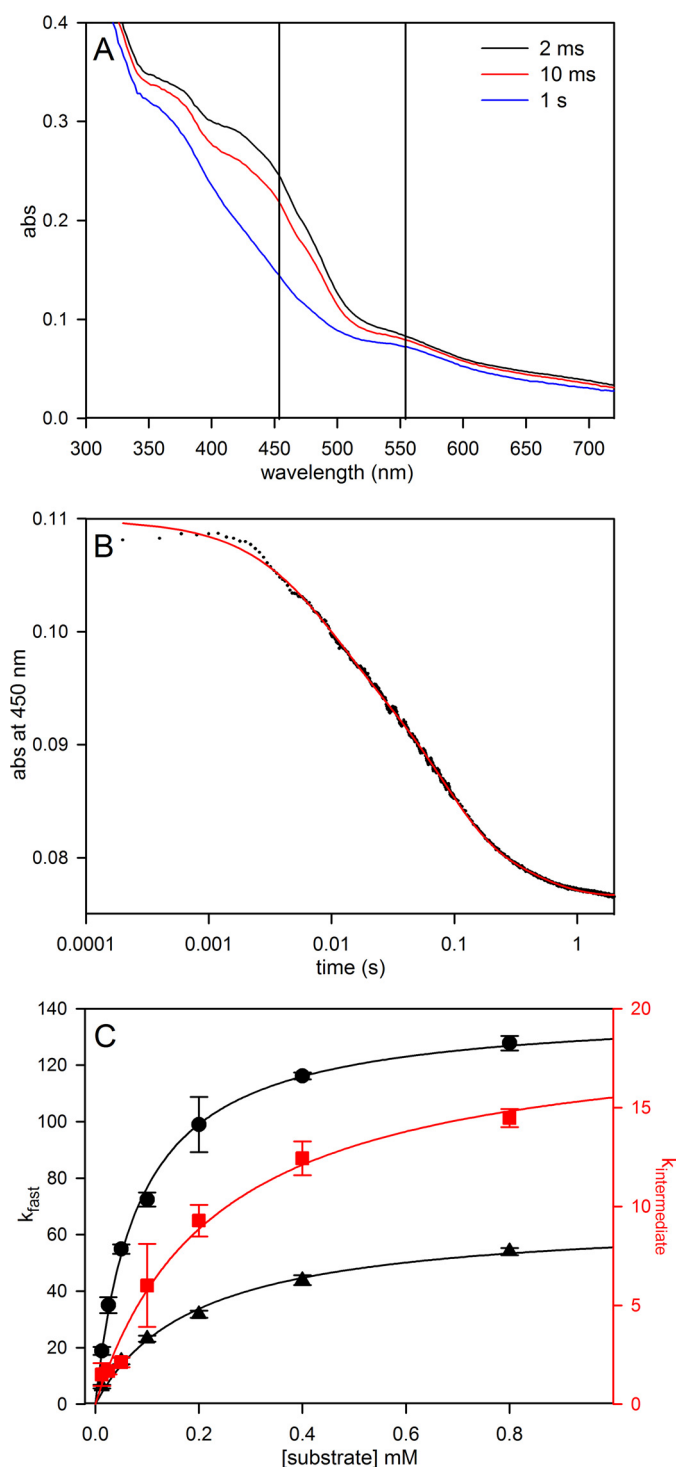 A
2 ms
10 ms
1 s
0.4
0.3
0.2
0.1
0.0
abs
300 350 400 450 500 550 600 650 700
wavelength (nm)
B
0.11
0.10
0.09
0.08
abs at 450 nm
0.0001 0.001 0.01 0.1 1
time (s)
C
140
120
100
80
60
40
20
0
kfast
20
15
10
5
0
kintermediate
0.0 0.2 0.4 0.6 0.8
[substrate] mM